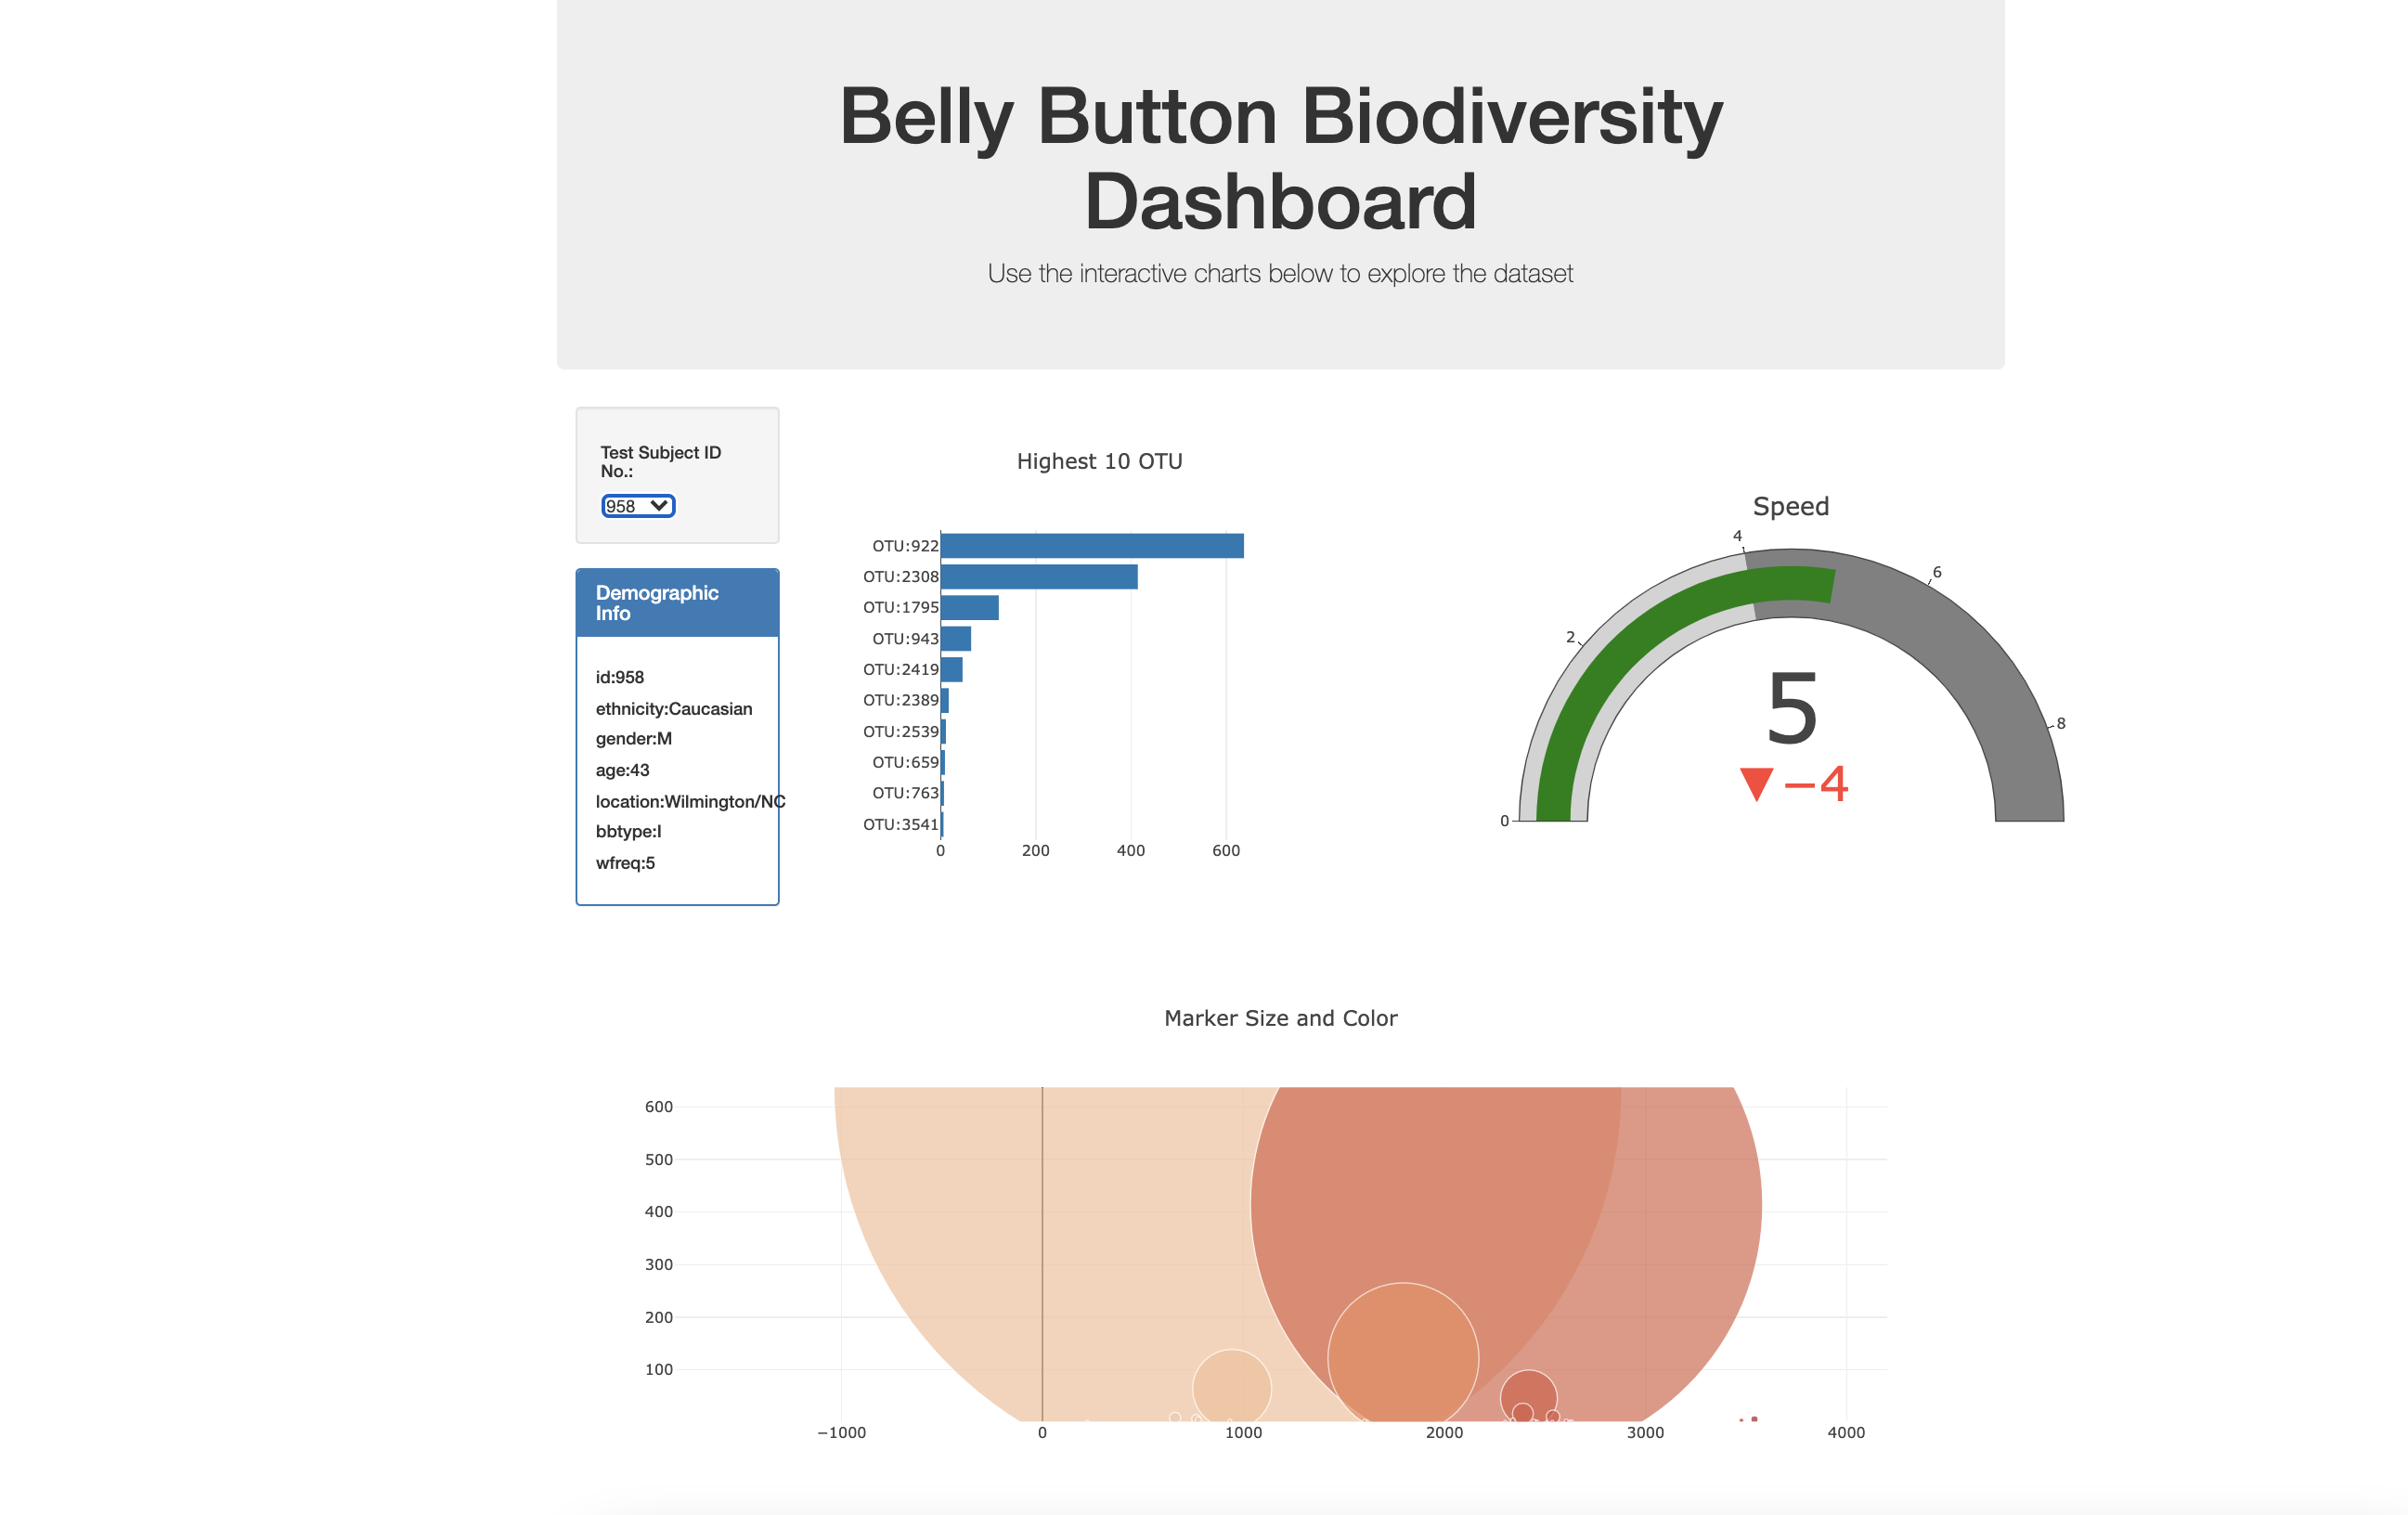 Belly Button Biodiversity
Dashboard
Use the interactive charts below to explore the dataset
Test Subject ID
No.:
958
Demographic
Info
id:958
ethnicity:Caucasian
gender:M
age:43
location:Wilmington/NC
bbtype:I
wfreq:5
Highest 10 OTU
OTU:922
OTU:2308
OTU:1795
OTU:943
OTU:2419
OTU:2389
OTU:2539
OTU:659
OTU:763
OTU:3541
0 200 400 600
Speed
0
2
4
6
8
5
▼−4
Marker Size and Color
600
500
400
300
200
100
−1000 0 1000 2000 3000 4000